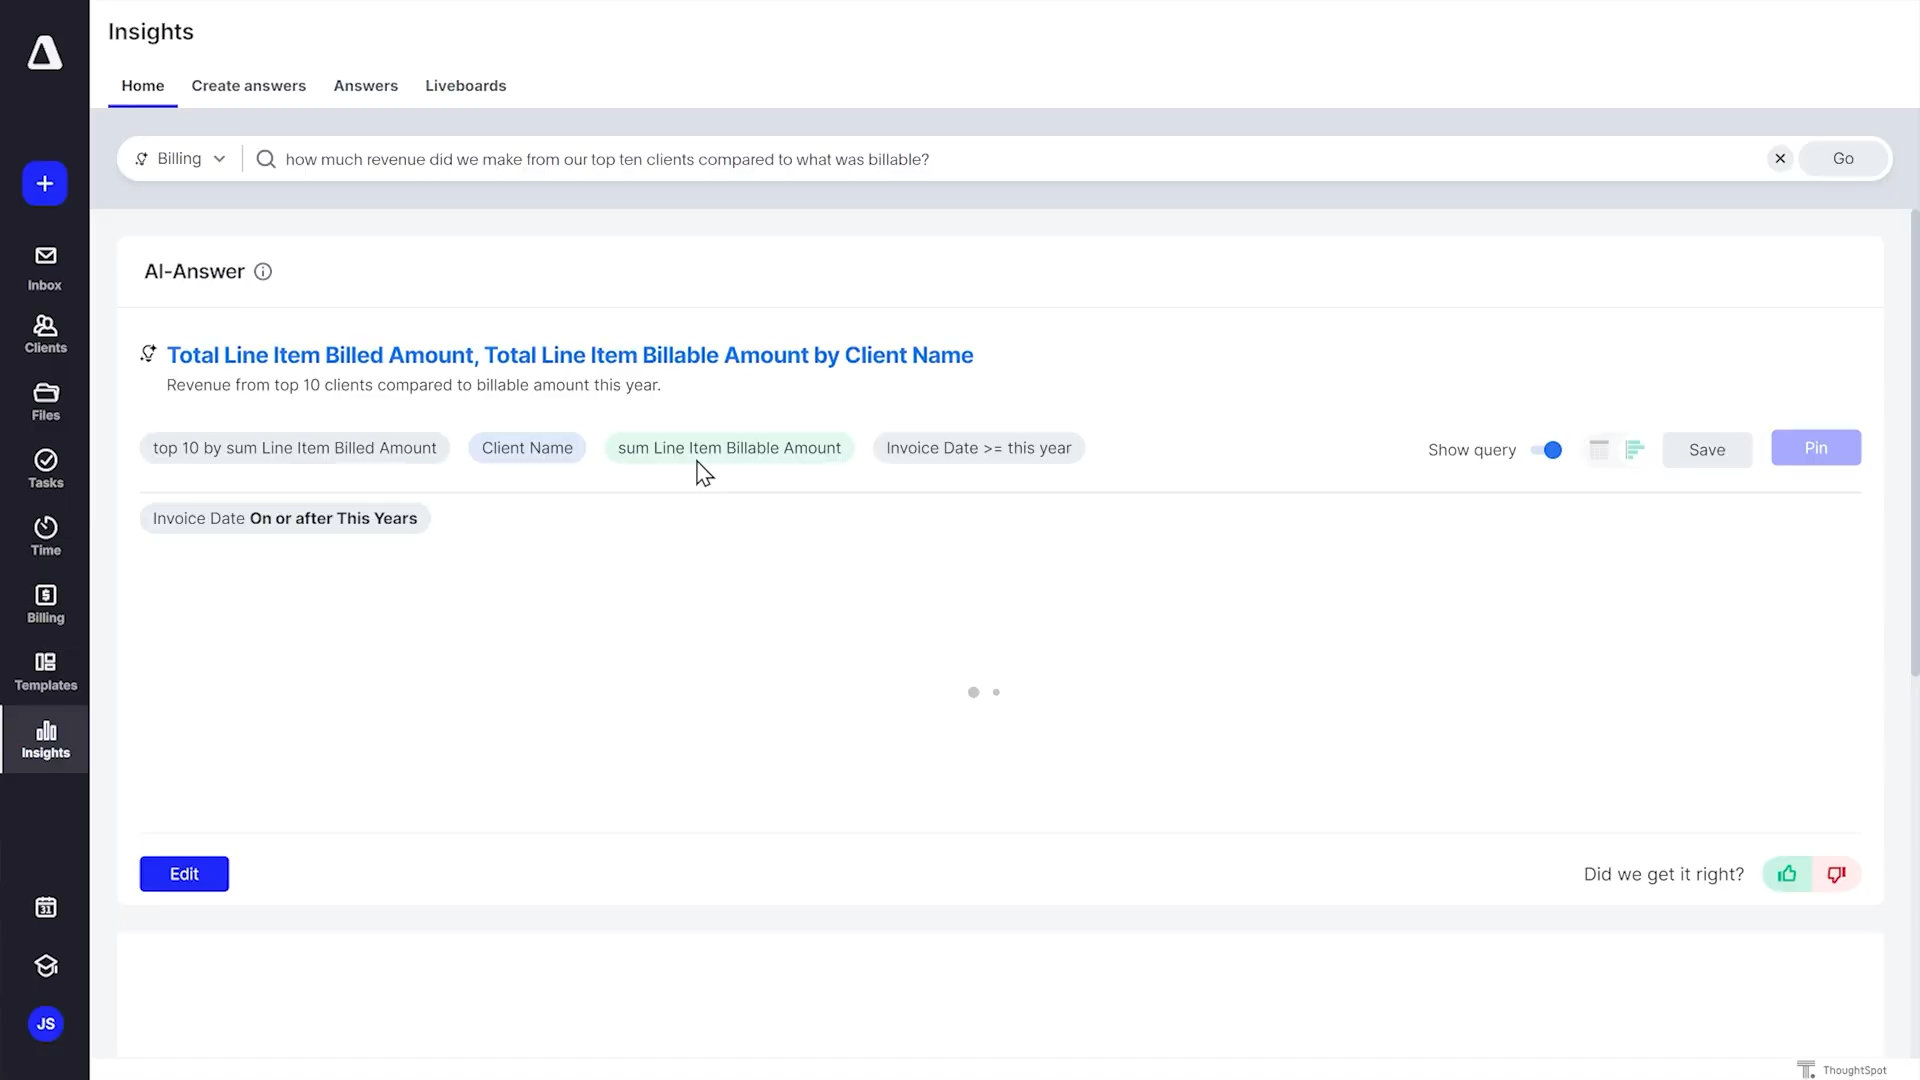 Insights
Home Create answers Answers Liveboards
Billing how much revenue did we make from our top ten clients compared to what was billable? Go
Inbox
Clients
Files
Tasks
Time
Billing
Templates
Insights
31
JS
AI-Answer
Total Line Item Billed Amount, Total Line Item Billable Amount by Client Name
Revenue from top 10 clients compared to billable amount this year.
top 10 by sum Line Item Billed Amount Client Name sum Line Item Billable Amount Invoice Date >= this year Show query Save Pin
Invoice Date On or after This Years
Edit Did we get it right?
ThoughtSpot